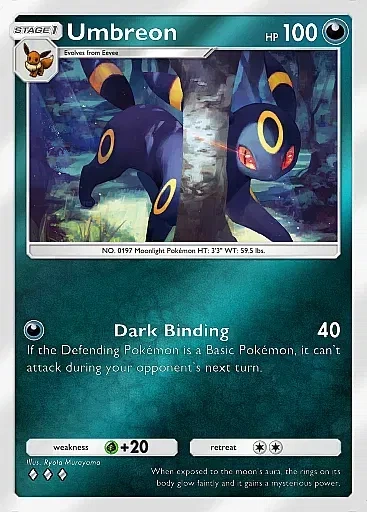 STAGE 1
Umbreon
HP 100
Evolves from Eevee
NO. 0197 Moonlight Pokémon HT: 3'3" WT: 59.5 lbs.
Dark Binding 40
If the Defending Pokémon is a Basic Pokémon, it can't
attack during your opponent's next turn.
weakness +20 retreat
Illus. Ryota Murayama
When exposed to the moon's aura, the rings on its
body glow faintly and it gains a mysterious power.